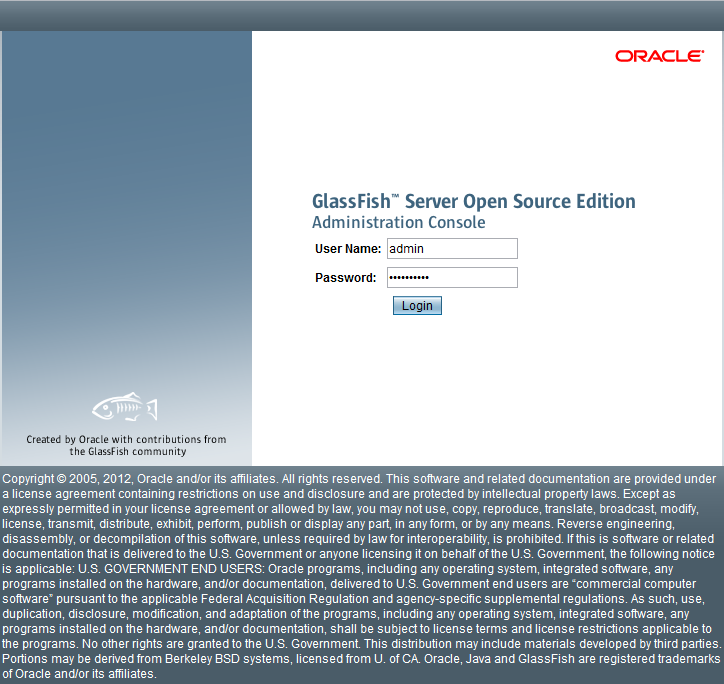 ORACLE®
GlassFish™ Server Open Source Edition
Administration Console
User Name: admin
Password: ••••••••••
Login
Created by Oracle with contributions from
the GlassFish community
Copyright © 2005, 2012, Oracle and/or its affiliates. All rights reserved. This software and related documentation are provided under
a license agreement containing restrictions on use and disclosure and are protected by intellectual property laws. Except as
expressly permitted in your license agreement or allowed by law, you may not use, copy, reproduce, translate, broadcast, modify,
license, transmit, distribute, exhibit, perform, publish or display any part, in any form, or by any means. Reverse engineering,
disassembly, or decompilation of this software, unless required by law for interoperability, is prohibited. If this is software or related
documentation that is delivered to the U.S. Government or anyone licensing it on behalf of the U.S. Government, the following notice
is applicable: U.S. GOVERNMENT END USERS: Oracle programs, including any operating system, integrated software, any
programs installed on the hardware, and/or documentation, delivered to U.S. Government end users are “commercial computer
software” pursuant to the applicable Federal Acquisition Regulation and agency-specific supplemental regulations. As such, use,
duplication, disclosure, modification, and adaptation of the programs, including any operating system, integrated software, any
programs installed on the hardware, and/or documentation, shall be subject to license terms and license restrictions applicable to
the programs. No other rights are granted to the U.S. Government. This distribution may include materials developed by third parties.
Portions may be derived from Berkeley BSD systems, licensed from U. of CA. Oracle, Java and GlassFish are registered trademarks
of Oracle and/or its affiliates.